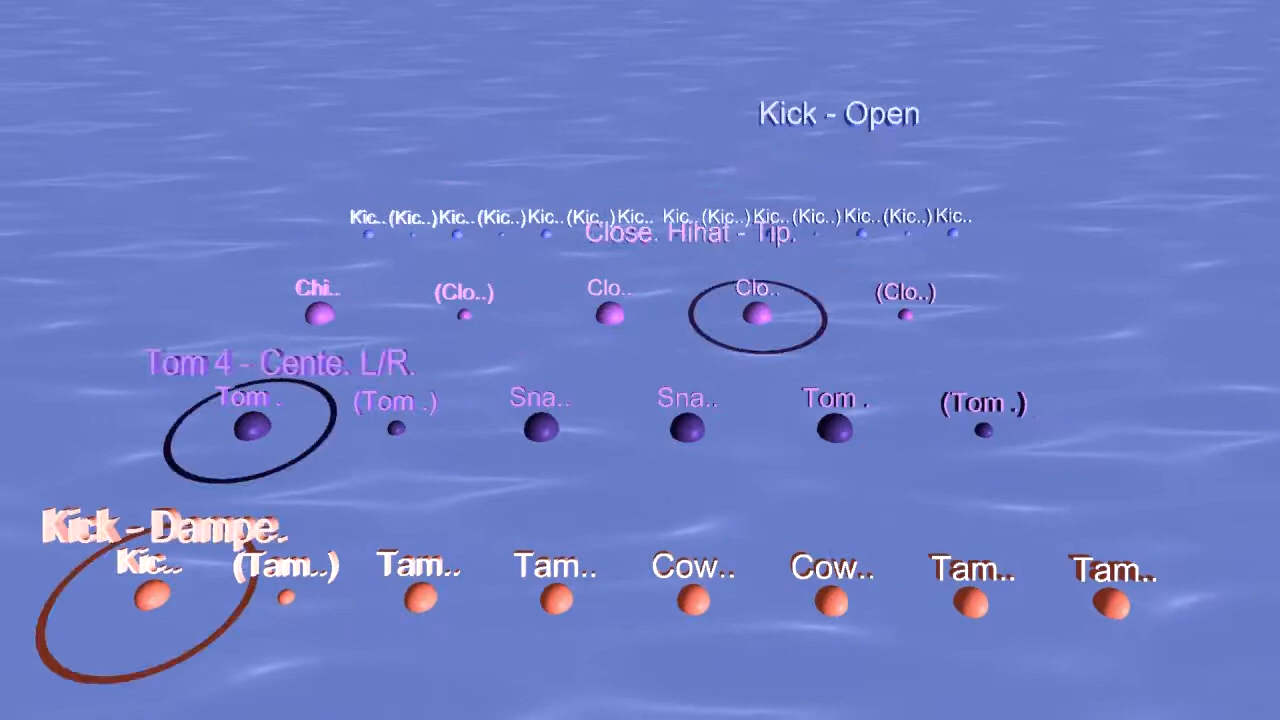 Kick - Open
Kic.. (Kic..) Kic.. (Kic..) Kic.. (Kic..) Kic.. Kic.. (Kic..) Kic.. (Kic..) Kic.. (Kic..) Kic..
Close. Hihat - Tip.
Chi.. (Clo..) Clo.. Clo.. (Clo..)
Tom 4 - Cente. L/R.
Tom . (Tom .) Sna.. Sna.. Tom . (Tom .)
Kick - Dampe.
Kic.. (Tam..) Tam.. Tam.. Cow.. Cow.. Tam.. Tam..